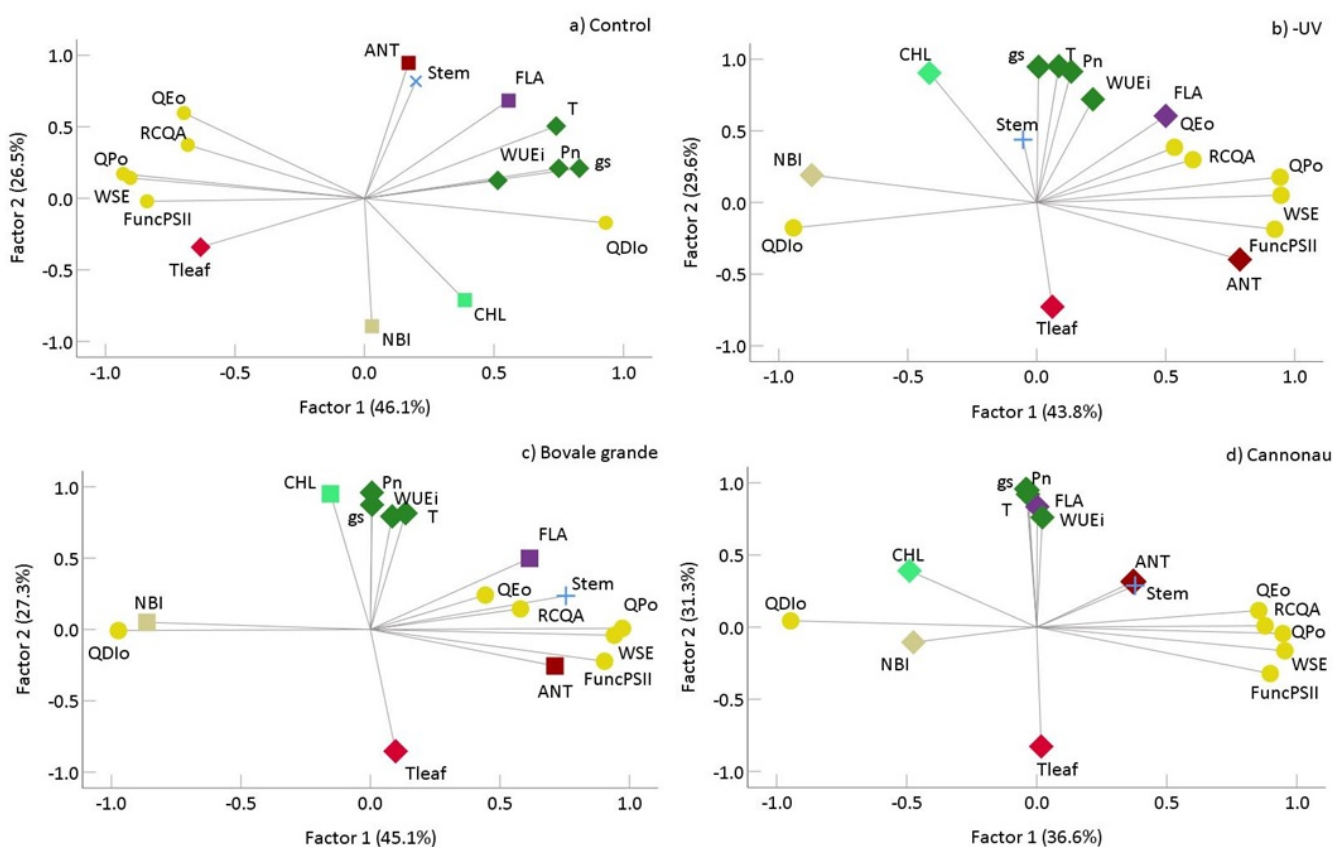 a) Control
ANT
Stem
FLA
T
QEo
RCQA
WUEi
Pn
gs
QPo
WSE
FuncPSII
Tleaf
QDIo
CHL
NBI
1.0
0.5
0.0
-0.5
-1.0
Factor 2 (26.5%)
-1.0 -0.5 0.0 0.5 1.0
Factor 1 (46.1%)
b) -UV
CHL
gs
T
Pn
WUEi
FLA
Stem
QEo
RCQA
NBI
QPo
WSE
QDIo
FuncPSII
ANT
Tleaf
1.0
0.5
0.0
-0.5
-1.0
Factor 2 (29.6%)
-1.0 -0.5 0.0 0.5 1.0
Factor 1 (43.8%)
c) Bovale grande
CHL
Pn
WUEi
gs
T
FLA
NBI
QEo
Stem
RCQA
QPo
QDIo
WSE
FuncPSII
ANT
Tleaf
1.0
0.5
0.0
-0.5
-1.0
Factor 2 (27.3%)
-1.0 -0.5 0.0 0.5 1.0
Factor 1 (45.1%)
d) Cannonau
gs
Pn
T
FLA
WUEi
CHL
ANT
Stem
QDIo
QEo
RCQA
QPo
NBI
WSE
FuncPSII
Tleaf
1.0
0.5
0.0
-0.5
-1.0
Factor 2 (31.3%)
-1.0 -0.5 0.0 0.5 1.0
Factor 1 (36.6%)